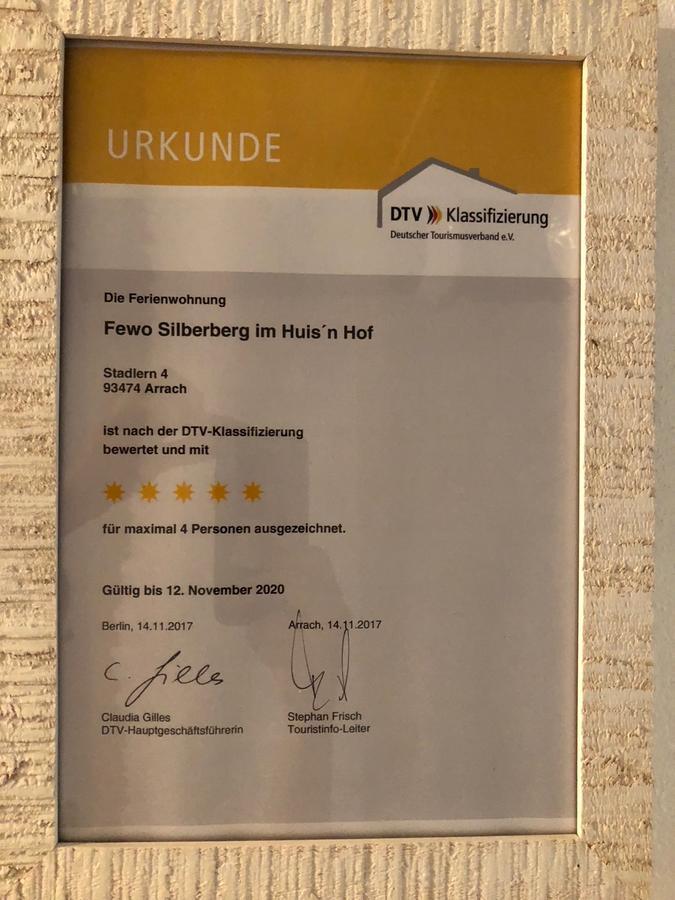 URKUNDE
DTV Klassifizierung
Deutscher Tourismusverband e.V.
Die Ferienwohnung
Fewo Silberberg im Huis´n Hof
Stadlern 4
93474 Arrach
ist nach der DTV-Klassifizierung
bewertet und mit
für maximal 4 Personen ausgezeichnet.
Gültig bis 12. November 2020
Berlin, 14.11.2017
Arrach, 14.11.2017
C. Gilles
Claudia Gilles
DTV-Hauptgeschäftsführerin
Stephan Frisch
Touristinfo-Leiter